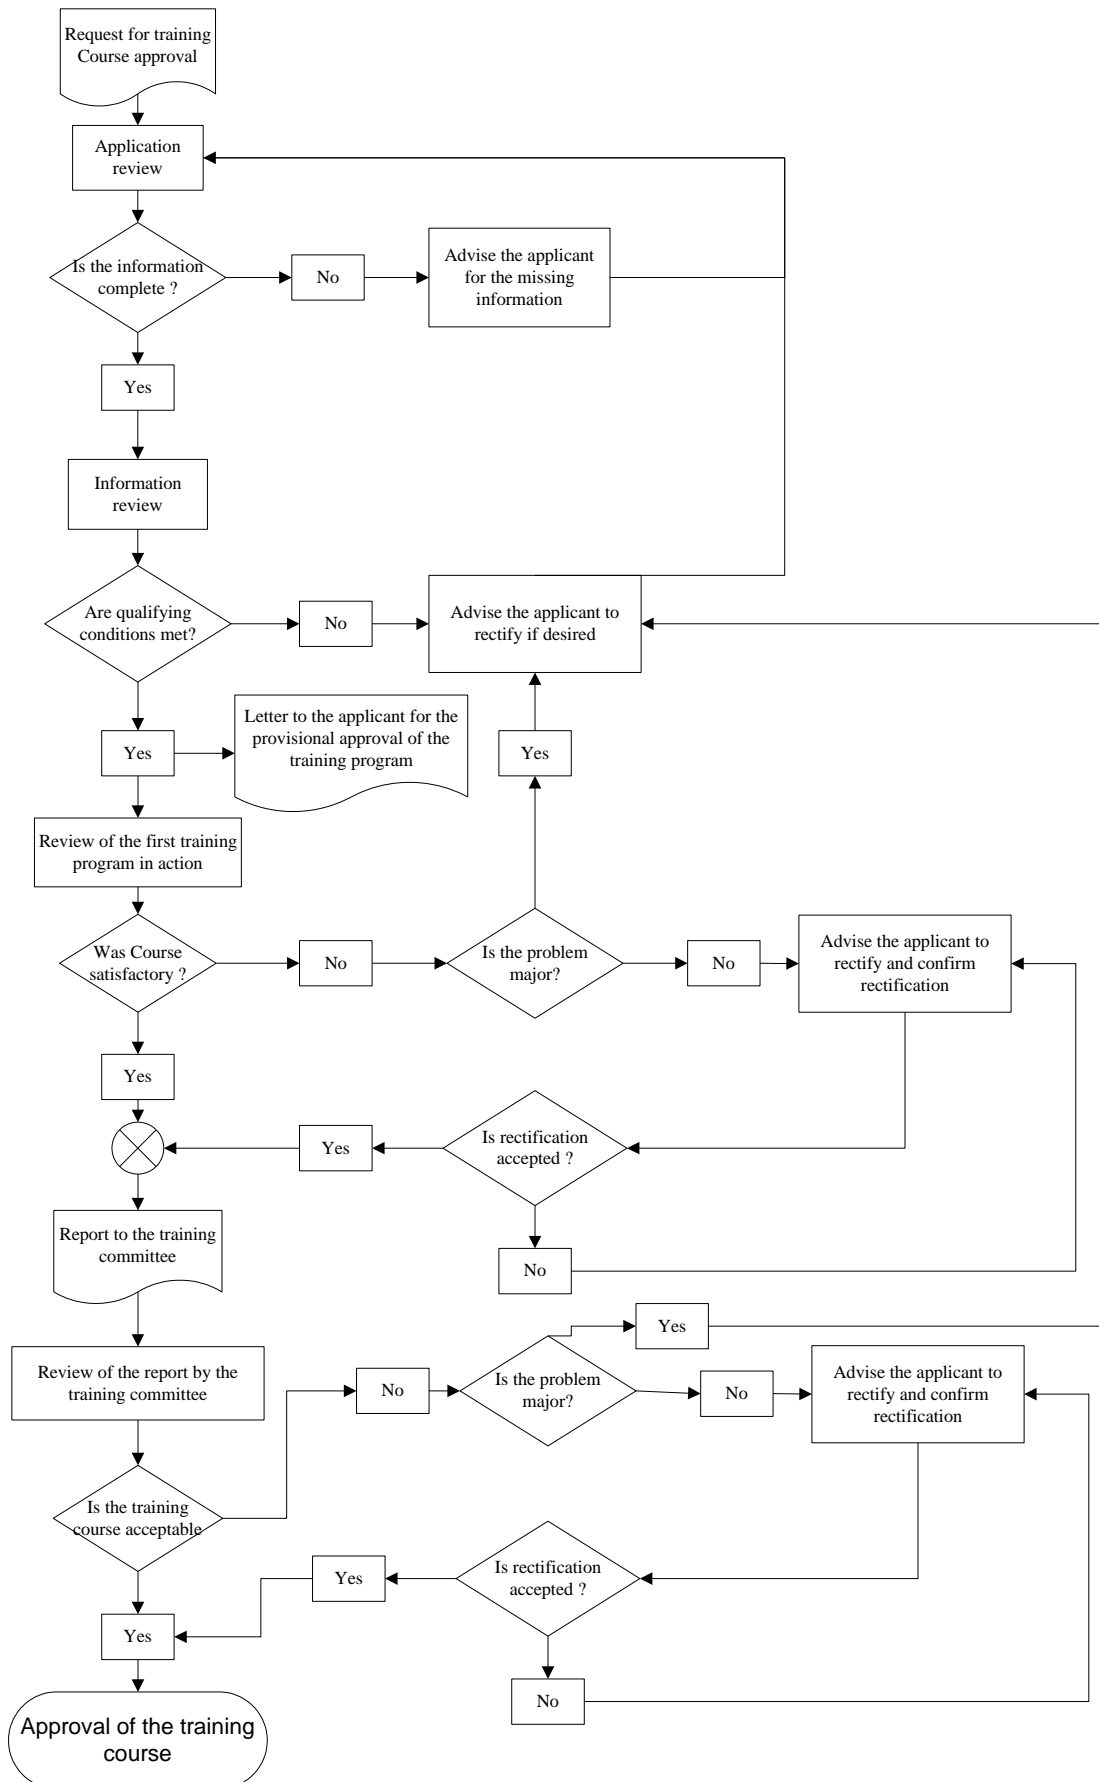 Request for training
Course approval
Application
review
Is the information
complete ?
No
Advise the applicant
for the missing
information
Yes
Information
review
Are qualifying
conditions met?
No
Advise the applicant to
rectify if desired
Yes
Letter to the applicant for the
provisional approval of the
training program
Yes
Review of the first training
program in action
Was Course
satisfactory ?
No
Is the problem
major?
No
Advise the applicant to
rectify and confirm
rectification
Yes
Yes
Is rectification
accepted ?
Report to the training
committee
No
Yes
Review of the report by the
training committee
No
Is the problem
major?
No
Advise the applicant to
rectify and confirm
rectification
Is the training
course acceptable
Yes
Is rectification
accepted ?
Yes
No
Approval of the training
course